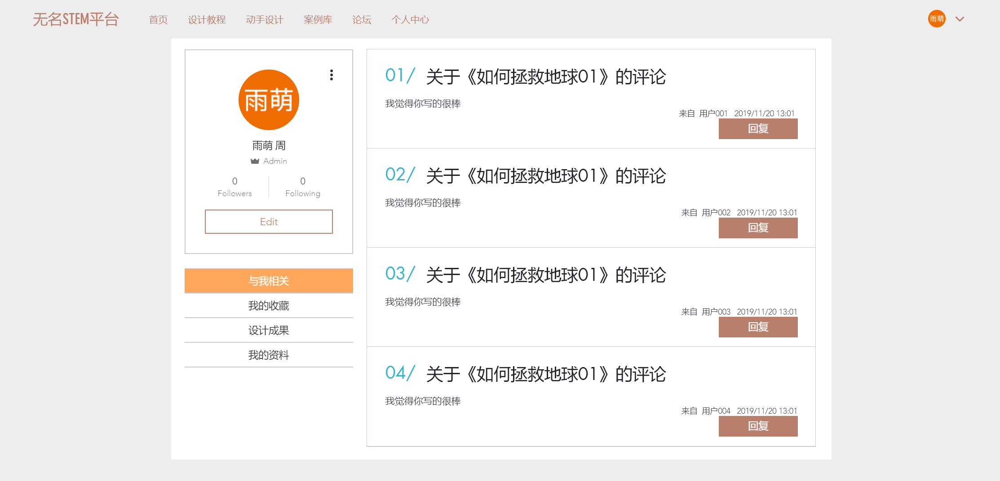 无名STEM平台 首页 设计教程 动手设计 案例库 论坛 个人中心 雨萌
雨萌
雨萌 周
Admin
0 0
Followers Following
Edit
与我相关
我的收藏
设计成果
我的资料
01/ 关于《如何拯救地球01》的评论
我觉得你写的很棒
来自 用户001 2019/11/20 13:01
回复
02/ 关于《如何拯救地球01》的评论
我觉得你写的很棒
来自 用户002 2019/11/20 13:01
回复
03/ 关于《如何拯救地球01》的评论
我觉得你写的很棒
来自 用户003 2019/11/20 13:01
回复
04/ 关于《如何拯救地球01》的评论
我觉得你写的很棒
来自 用户004 2019/11/20 13:01
回复